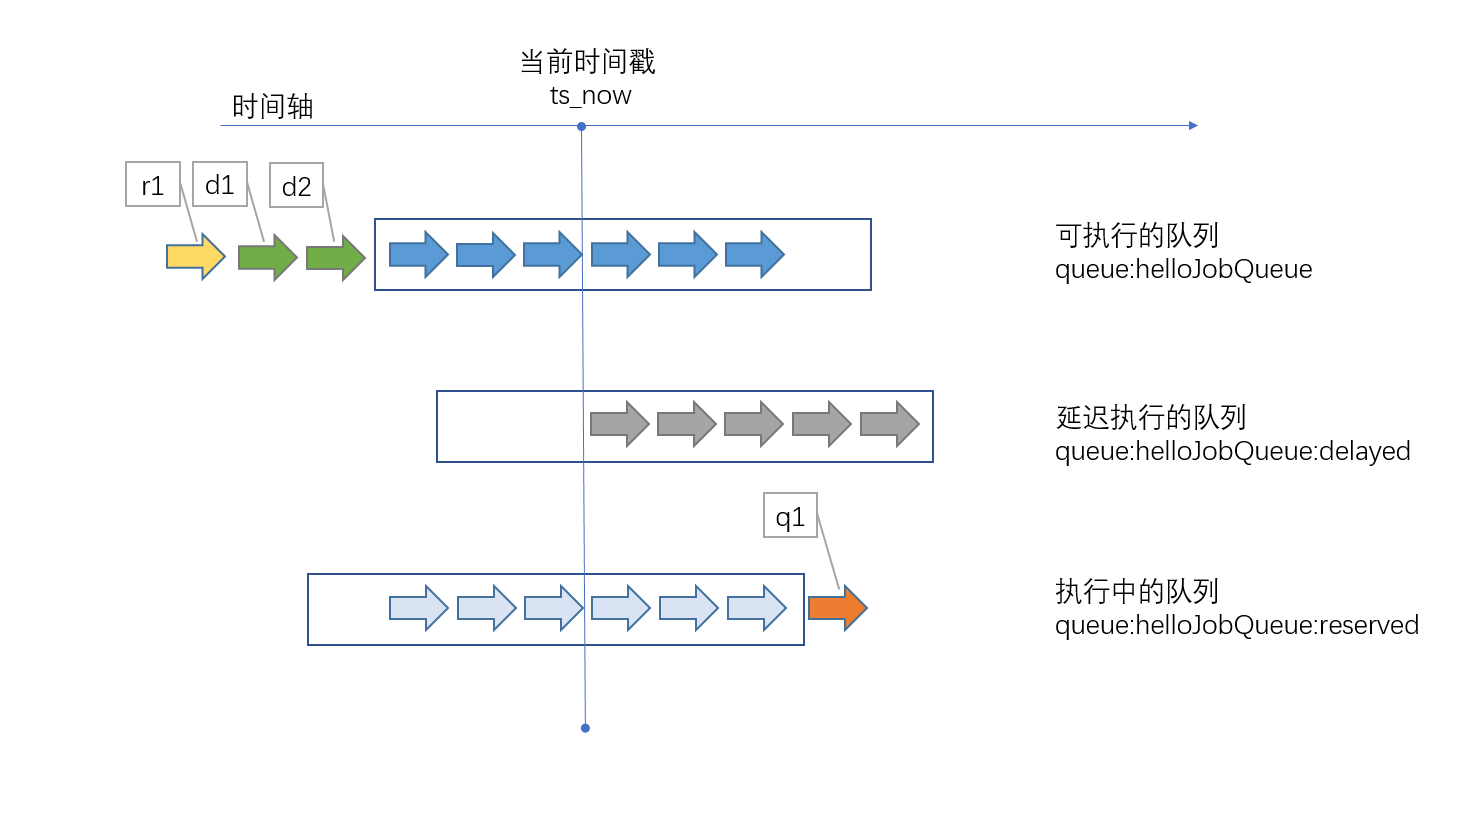 当前时间戳
ts_now
时间轴
r1
d1
d2
可执行的队列
queue:helloJobQueue
延迟执行的队列
queue:helloJobQueue:delayed
q1
执行中的队列
queue:helloJobQueue:reserved